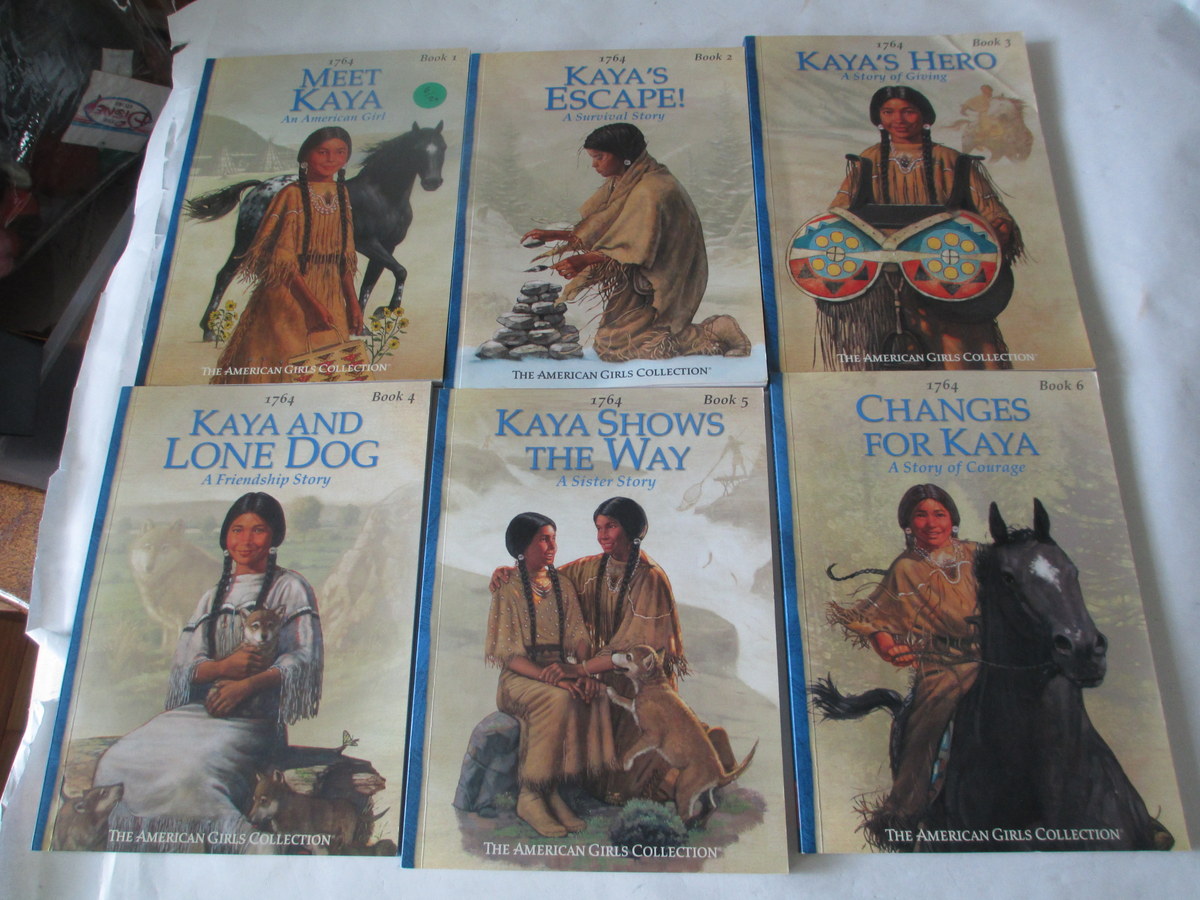 1764
Book 1
MEET
KAYA
An American Girl
THE AMERICAN GIRLS COLLECTION
1764
Book 2
KAYA'S
ESCAPE!
A Survival Story
THE AMERICAN GIRLS COLLECTION
1764
Book 3
KAYA'S HERO
A Story of Giving
THE AMERICAN GIRLS COLLECTION
1764
Book 4
KAYA AND
LONE DOG
A Friendship Story
THE AMERICAN GIRLS COLLECTION
1764
Book 5
KAYA SHOWS
THE WAY
A Sister Story
THE AMERICAN GIRLS COLLECTION
1764
Book 6
CHANGES
FOR KAYA
A Story of Courage
THE AMERICAN GIRLS COLLECTION